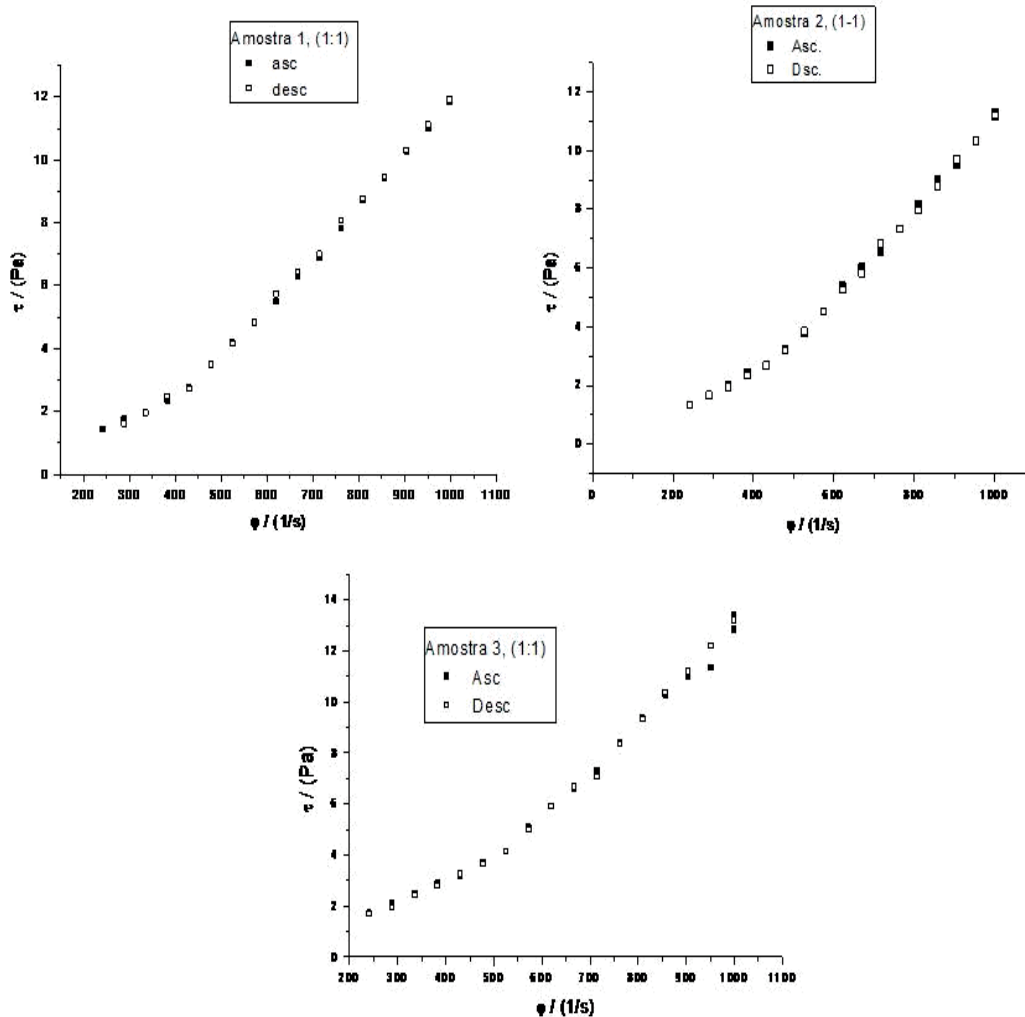 Amostra 1, (1:1)
asc
desc
12
10
8
6
4
2
0
τ / (Pa)
200 300 400 500 600 700 800 900 1000 1100
φ / (1/s)
Amostra 2, (1-1)
Asc.
Dsc.
12
10
8
6
4
2
0
τ / (Pa)
0 200 400 600 800 1000
φ / (1/s)
Amostra 3, (1:1)
Asc
Desc
14
12
10
8
6
4
2
0
τ / (Pa)
200 300 400 500 600 700 800 900 1000 1100
φ / (1/s)